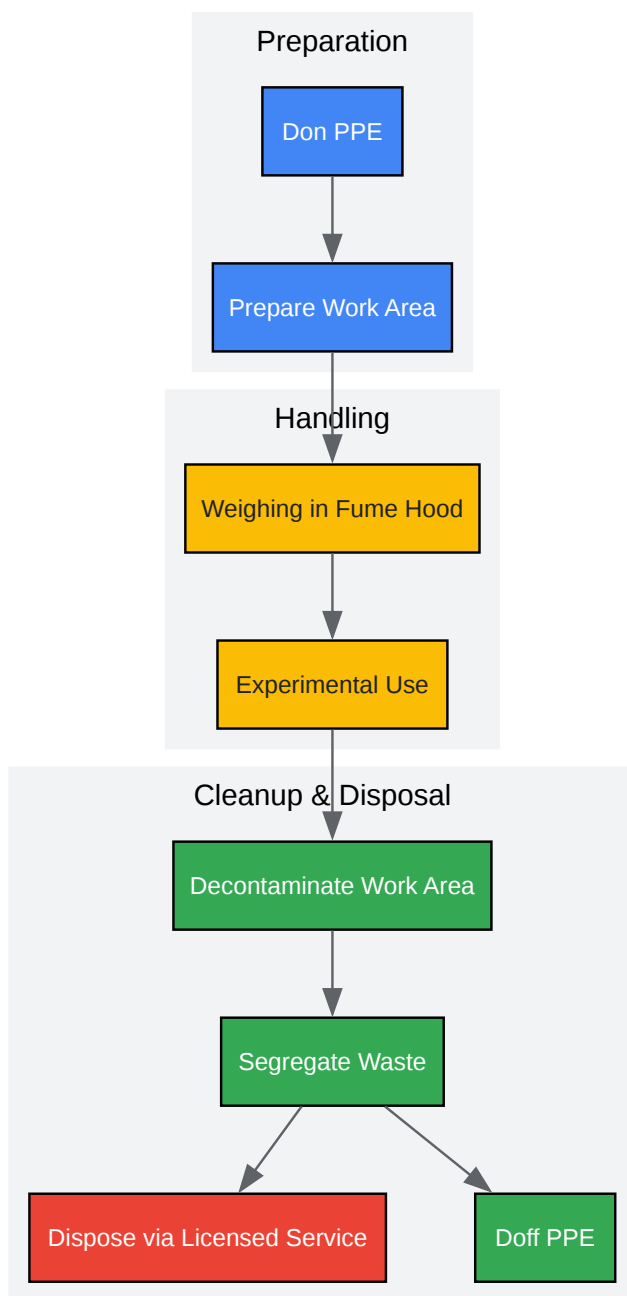 Preparation
Don PPE
Prepare Work Area
Handling
Weighing in Fume Hood
Experimental Use
Cleanup & Disposal
Decontaminate Work Area
Segregate Waste
Dispose via Licensed Service
Doff PPE